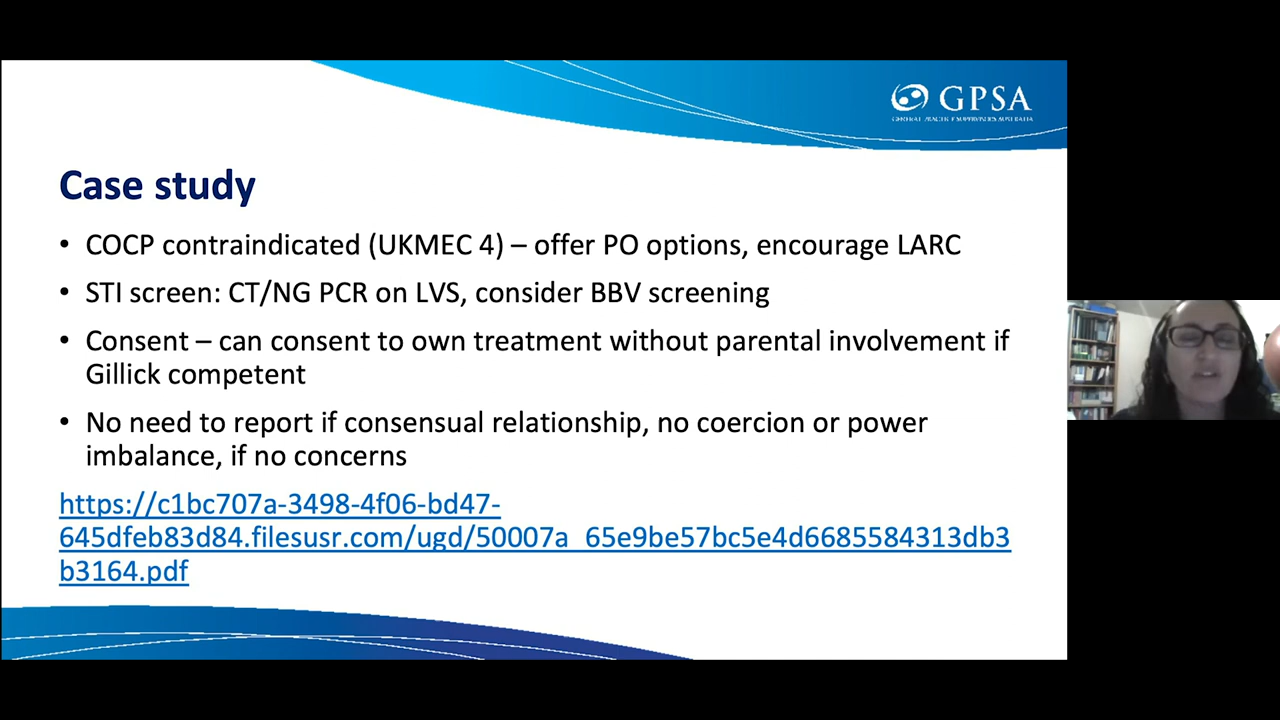 GPSA
GENERAL PRACTICE SUPERVISORS AUSTRALIA
Case study
• COCP contraindicated (UKMEC 4) – offer PO options, encourage LARC
• STI screen: CT/NG PCR on LVS, consider BBV screening
• Consent – can consent to own treatment without parental involvement if
Gillick competent
• No need to report if consensual relationship, no coercion or power
imbalance, if no concerns
https://c1bc707a-3498-4f06-bd47-
645dfeb83d84.filesusr.com/ugd/50007a_65e9be57bc5e4d6685584313db3
b3164.pdf